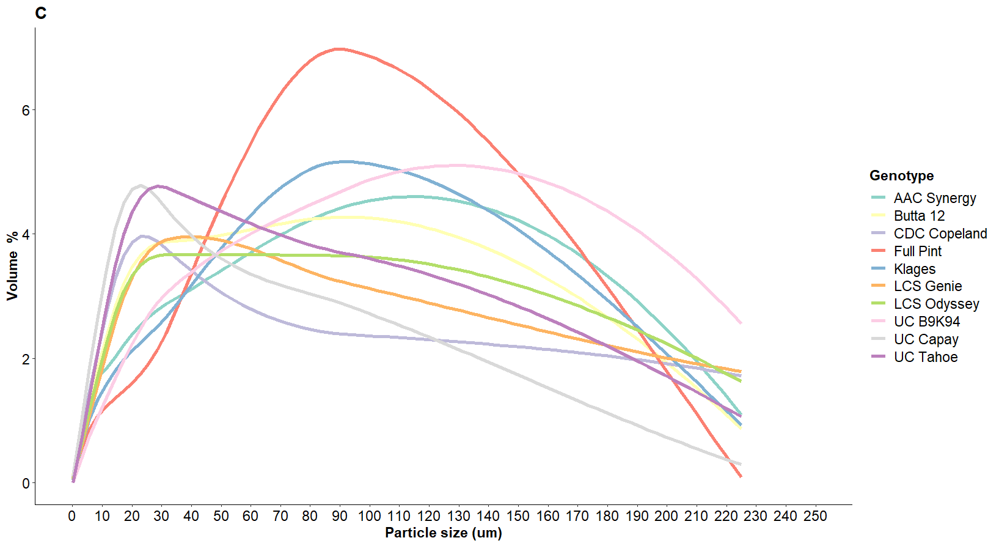 C
6
4
2
0
Volume  %
0 10 20 30 40 50 60 70 80 90 100 110 120 130 140 150 160 170 180 190 200 210 220 230 240 250
Particle size (um)
Genotype
AAC Synergy
Butta 12
CDC Copeland
Full Pint
Klages
LCS Genie
LCS Odyssey
UC B9K94
UC Capay
UC Tahoe